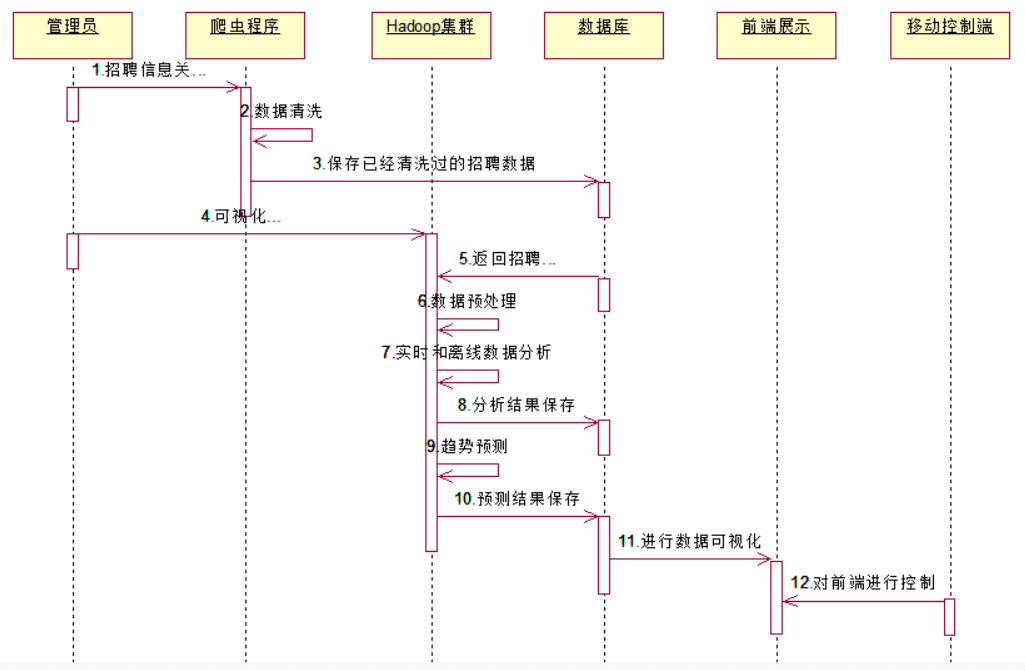 管理员
爬虫程序
Hadoop集群
数据库
前端展示
移动控制端
1.招聘信息关...
2.数据清洗
3.保存已经清洗过的招聘数据
4.可视化...
5.返回招聘...
6.数据预处理
7.实时和离线数据分析
8.分析结果保存
9.趋势预测
10.预测结果保存
11.进行数据可视化
12.对前端进行控制